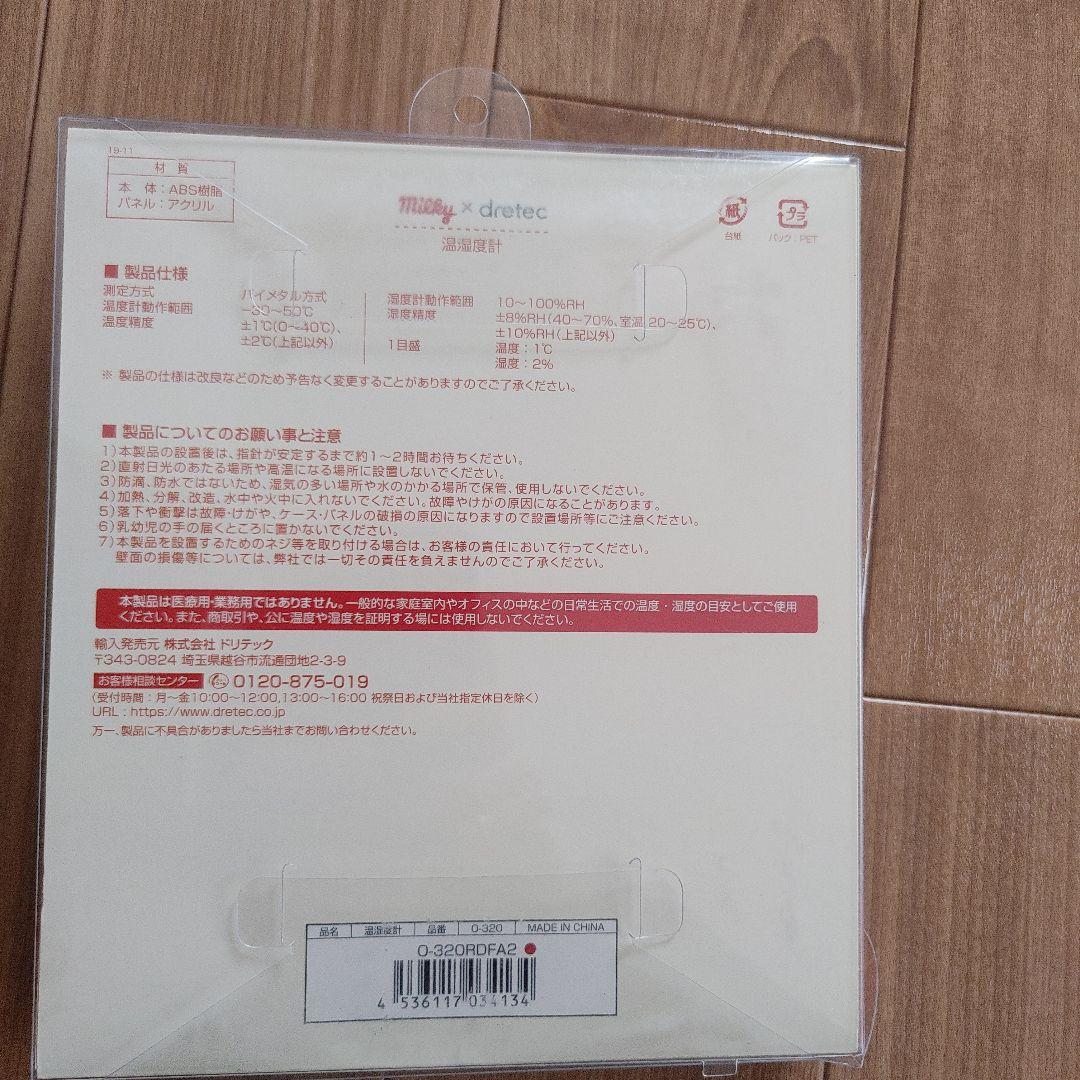 19-11
材 質
本 体：ABS樹脂
パネル：アクリル
Milky × dretec
温湿度計
紙
台紙
プラ
パック：PET
■ 製品仕様
測定方式 バイメタル方式
温度計動作範囲 −30〜50℃
温度精度 ±1℃（0〜40℃）、
±2℃（上記以外）
湿度計動作範囲 10〜100%RH
湿度精度 ±8%RH（40〜70%、室温 20〜25℃）、
±10%RH（上記以外）
1目盛 温度：1℃
湿度：2%
※ 製品の仕様は改良などのため予告なく変更することがありますのでご了承ください。
■ 製品についてのお願い事と注意
1）本製品の設置後は、指針が安定するまで約1〜2時間お待ちください。
2）直射日光のあたる場所や高温になる場所に設置しないでください。
3）防滴、防水ではないため、湿気の多い場所や水のかかる場所で保管、使用しないでください。
4）加熱、分解、改造、水中や火中に入れないでください。故障やけがの原因になることがあります。
5）落下や衝撃は故障・けがや、ケース・パネルの破損の原因になりますので設置場所等にご注意ください。
6）乳幼児の手の届くところに置かないでください。
7）本製品を設置するためのネジ等を取り付ける場合は、お客様の責任において行ってください。
壁面の損傷等については、弊社では一切その責任を負えませんのでご了承ください。
本製品は医療用・業務用ではありません。一般的な家庭室内やオフィスの中などの日常生活での温度・湿度の目安としてご使用
ください。また、商取引や、公に温度や湿度を証明する場には使用しないでください。
輸入発売元 株式会社 ドリテック
〒343-0824 埼玉県越谷市流通団地2-3-9
お客様相談センター 0120-875-019
（受付時間：月〜金10:00〜12:00,13:00〜16:00 祝祭日および当社指定休日を除く）
URL : https://www.dretec.co.jp
万一、製品に不具合がありましたら当社までお問い合わせください。
品名 温湿度計 品番 O-320 MADE IN CHINA
O-320RDFA2
4 536117 034134